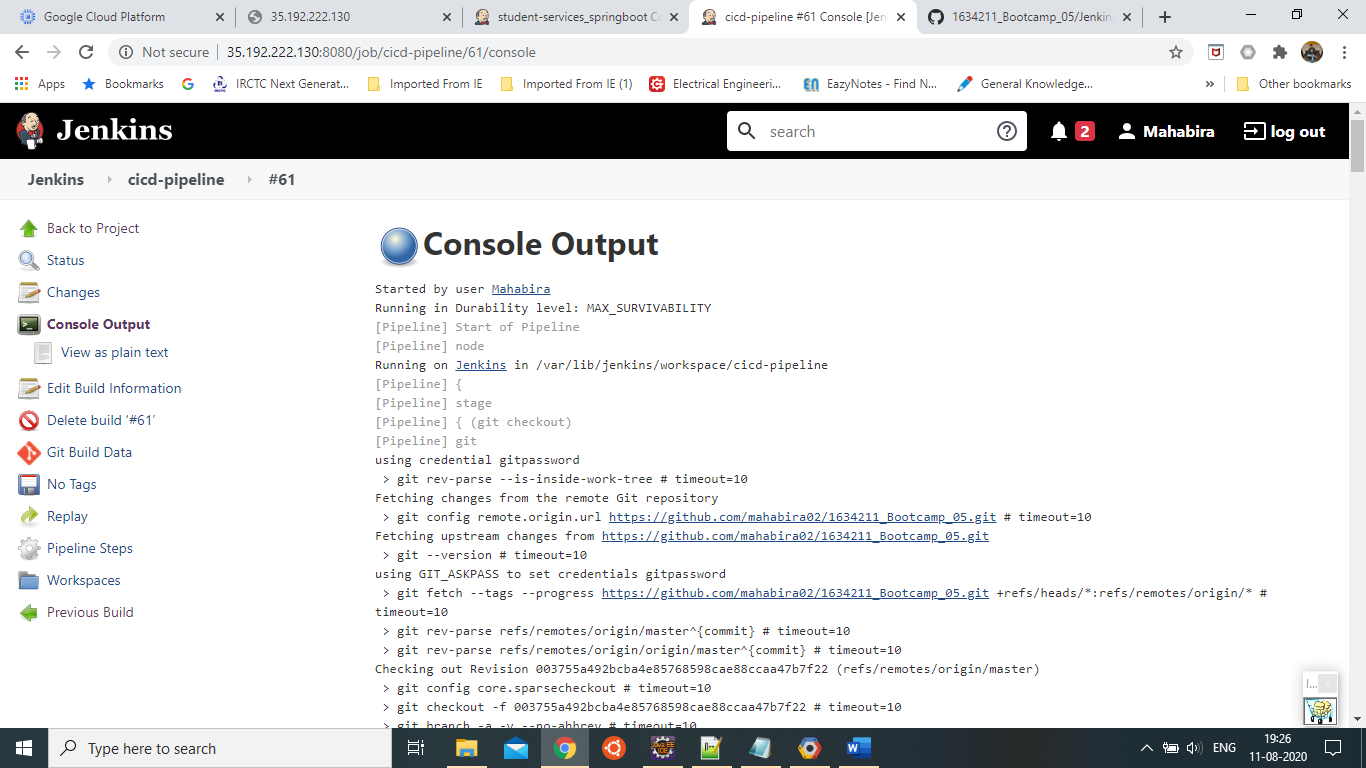 Google Cloud Platform
35.192.222.130
student-services_springboot C
cicd-pipeline #61 Console [Jen
1634211_Bootcamp_05/Jenkin
Not secure
35.192.222.130:8080/job/cicd-pipeline/61/console
Apps
Bookmarks
IRCTC Next Generat...
Imported From IE
Imported From IE (1)
Electrical Engineeri...
EazyNotes - Find N...
General Knowledge...
»
Other bookmarks
Jenkins
search
2
Mahabira
log out
Jenkins
cicd-pipeline
#61
Back to Project
Status
Changes
Console Output
View as plain text
Edit Build Information
Delete build ‘#61’
Git Build Data
No Tags
Replay
Pipeline Steps
Workspaces
Previous Build
Console Output
Started by user Mahabira
Running in Durability level: MAX_SURVIVABILITY
[Pipeline] Start of Pipeline
[Pipeline] node
Running on Jenkins in /var/lib/jenkins/workspace/cicd-pipeline
[Pipeline] {
[Pipeline] stage
[Pipeline] { (git checkout)
[Pipeline] git
using credential gitpassword
> git rev-parse --is-inside-work-tree # timeout=10
Fetching changes from the remote Git repository
> git config remote.origin.url https://github.com/mahabira02/1634211_Bootcamp_05.git # timeout=10
Fetching upstream changes from https://github.com/mahabira02/1634211_Bootcamp_05.git
> git --version # timeout=10
using GIT_ASKPASS to set credentials gitpassword
> git fetch --tags --progress https://github.com/mahabira02/1634211_Bootcamp_05.git +refs/heads/*:refs/remotes/origin/* #
timeout=10
> git rev-parse refs/remotes/origin/master^{commit} # timeout=10
> git rev-parse refs/remotes/origin/origin/master^{commit} # timeout=10
Checking out Revision 003755a492bcba4e85768598cae88ccaa47b7f22 (refs/remotes/origin/master)
> git config core.sparsecheckout # timeout=10
> git checkout -f 003755a492bcba4e85768598cae88ccaa47b7f22 # timeout=10
> git branch -a -v --no-abbrev # timeout=10
I...
Type here to search
ENG
19:26
11-08-2020